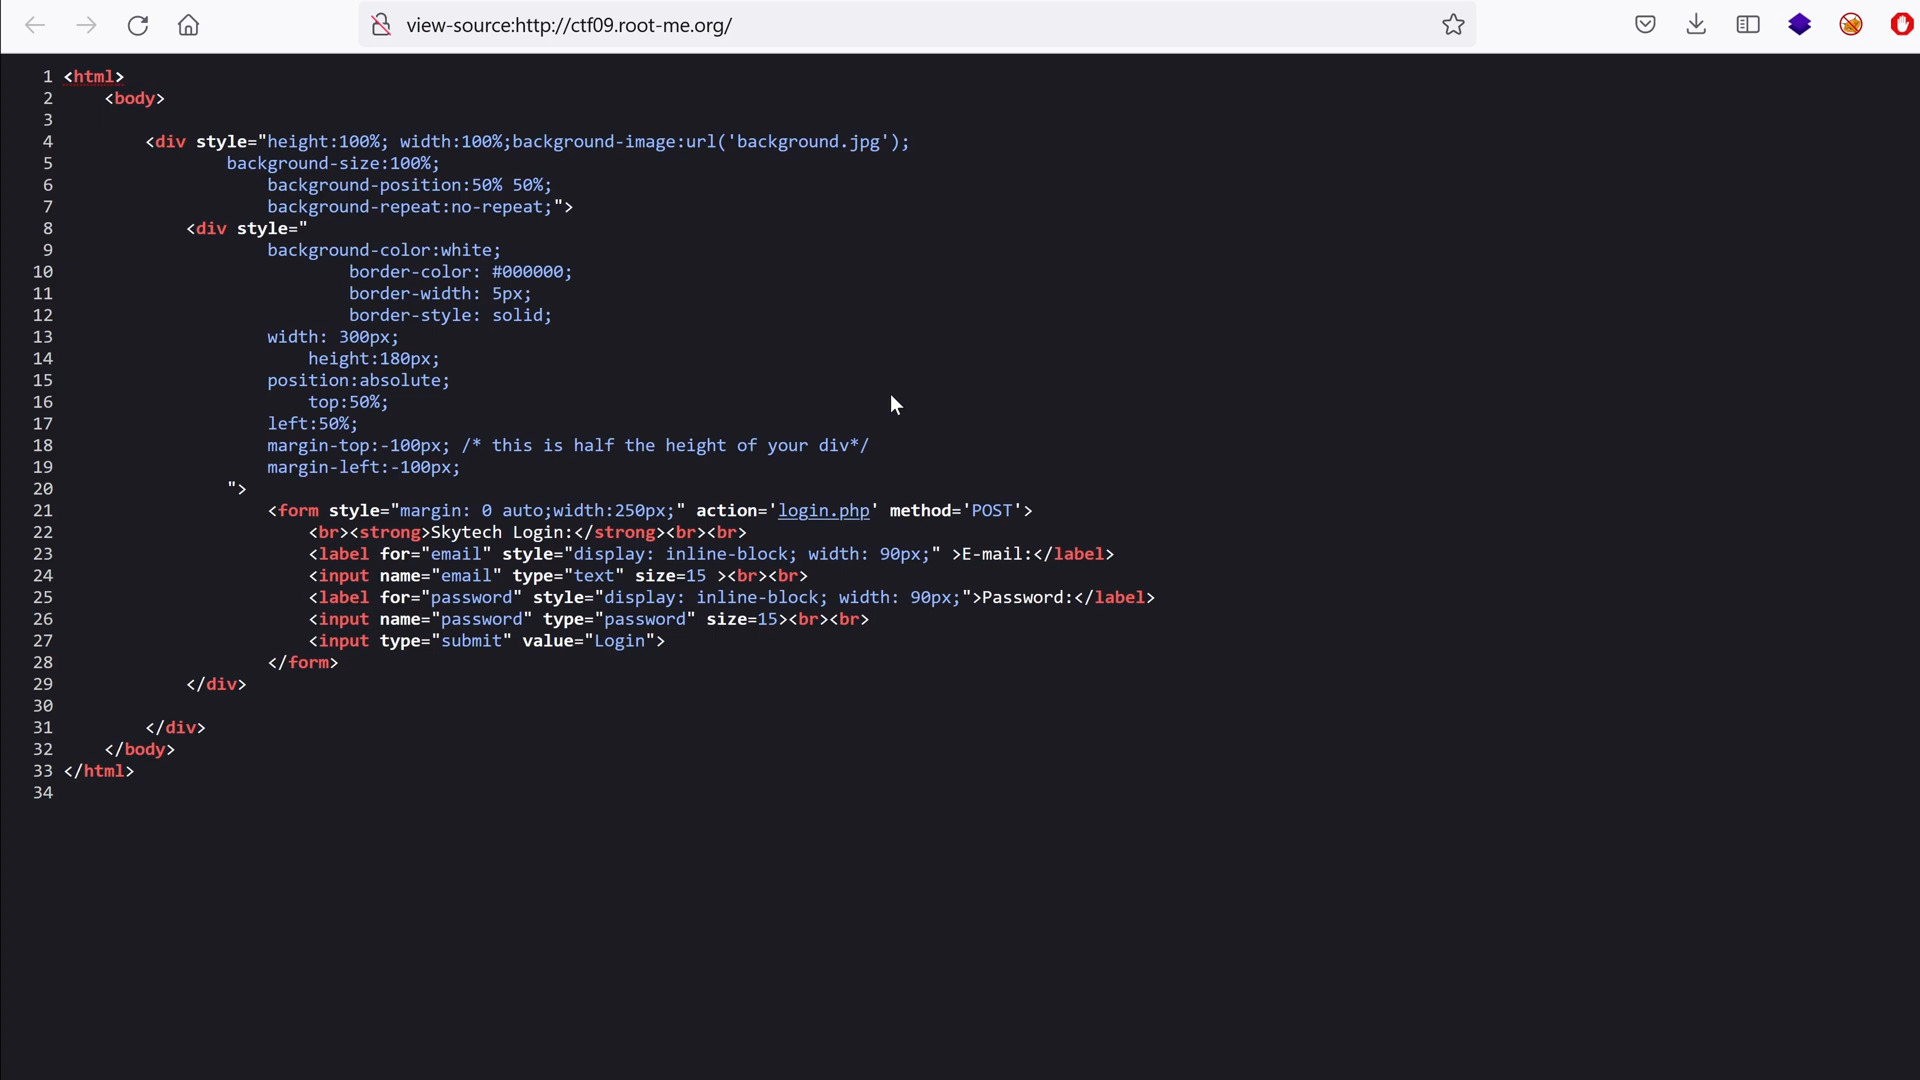 view-source:http://ctf09.root-me.org/
1 <html>
2 <body>
3
4 <div style="height:100%; width:100%;background-image:url('background.jpg');
5 background-size:100%;
6 background-position:50% 50%;
7 background-repeat:no-repeat;">
8 <div style="
9 background-color:white;
10 border-color: #000000;
11 border-width: 5px;
12 border-style: solid;
13 width: 300px;
14 height:180px;
15 position:absolute;
16 top:50%;
17 left:50%;
18 margin-top:-100px; /* this is half the height of your div*/
19 margin-left:-100px;
20 ">
21 <form style="margin: 0 auto;width:250px;" action='login.php' method='POST'>
22 <br><strong>Skytech Login:</strong><br><br>
23 <label for="email" style="display: inline-block; width: 90px;" >E-mail:</label>
24 <input name="email" type="text" size=15 ><br><br>
25 <label for="password" style="display: inline-block; width: 90px;">Password:</label>
26 <input name="password" type="password" size=15><br><br>
27 <input type="submit" value="Login">
28 </form>
29 </div>
30
31 </div>
32 </body>
33 </html>
34